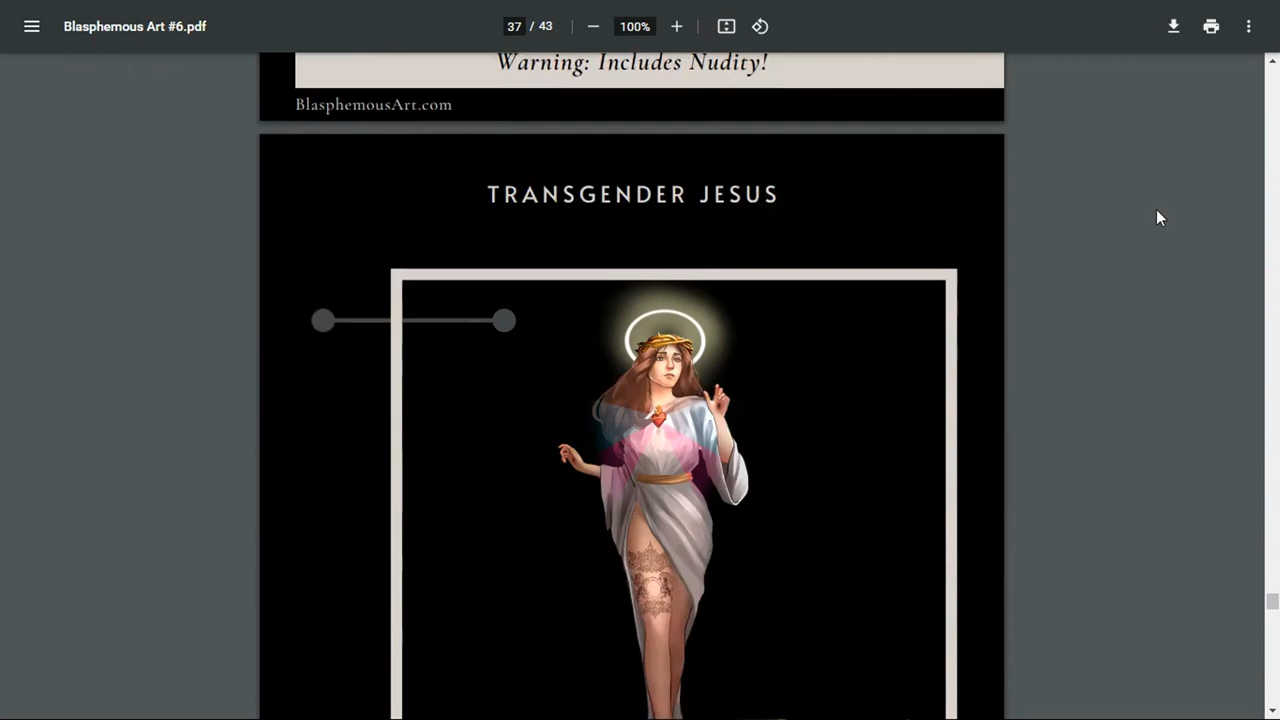 Blasphemous Art #6.pdf
37 / 43
100%
Warning: Includes Nudity!
BlasphemousArt.com
TRANSGENDER JESUS